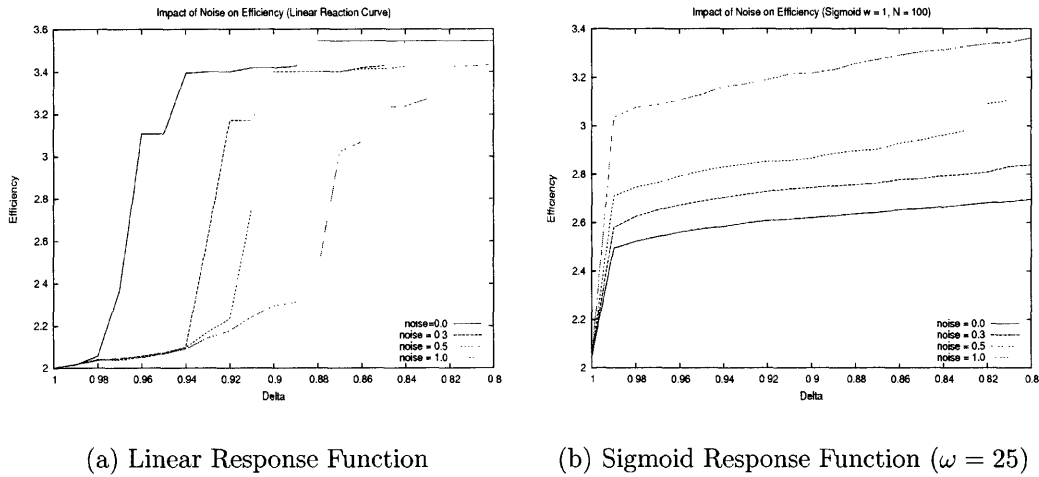 Impact of Noise on Efficiency (Linear Reaction Curve)
3.6
3.4
3.2
3
2.8
2.6
2.4
2.2
2
Efficiency
1 0.98 0.96 0.94 0.92 0.9 0.88 0.86 0.84 0.82 0.8
Delta
noise=0.0
noise = 0.3
noise = 0.5
noise = 1.0
(a) Linear Response Function
Impact of Noise on Efficiency (Sigmoid w = 1, N = 100)
3.4
3.2
3
2.8
2.6
2.4
2.2
2
Efficiency
1 0.98 0.96 0.94 0.92 0.9 0.88 0.86 0.84 0.82 0.8
Delta
noise = 0.0
noise = 0.3
noise = 0.5
noise = 1.0
(b) Sigmoid Response Function (ω = 25)